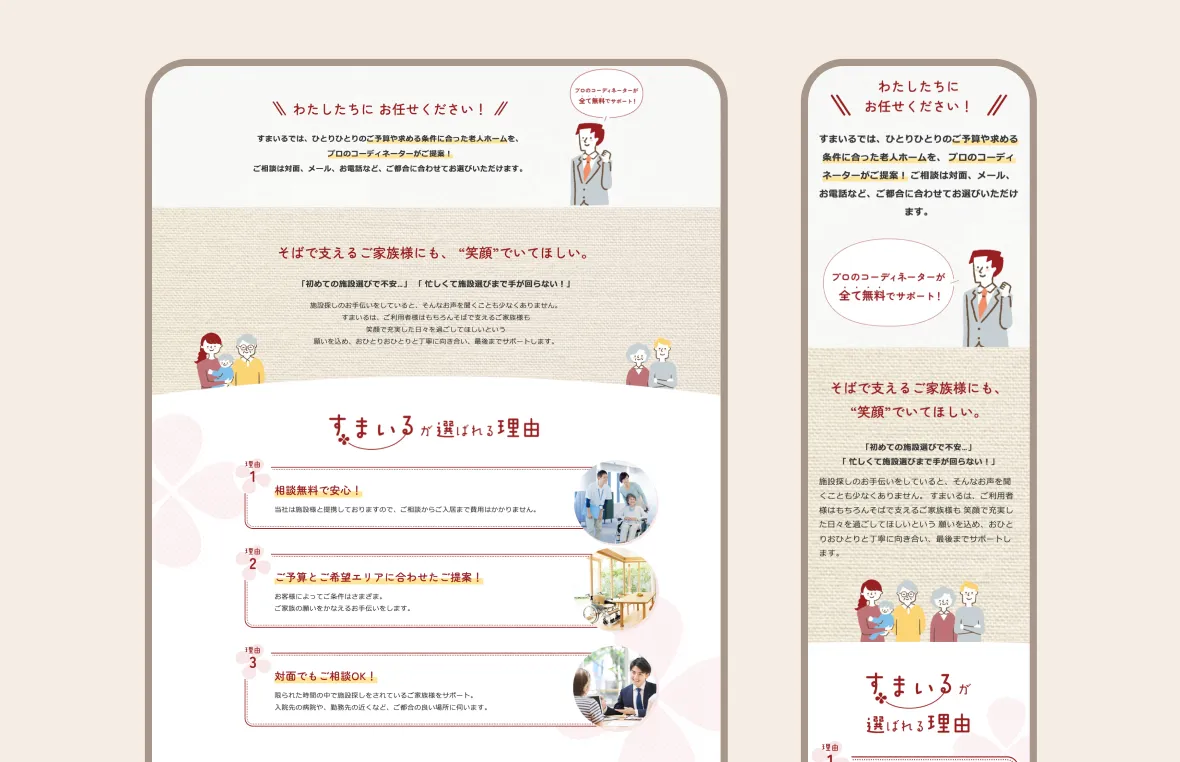 わたしたちに お任せください！
プロのコーディネーターが
全て無料でサポート！
すまいるでは、ひとりひとりのご予算や求める条件に合った老人ホームを、
プロのコーディネーターがご提案！
ご相談は対面、メール、お電話など、ご都合に合わせてお選びいただけます。
そばで支えるご家族様にも、 “笑顔”でいてほしい。
「初めての施設選びで不安…」 「 忙しくて施設選びまで手が回らない！」
施設探しのお手伝いをしていると、そんなお声を聞くことも少なくありません。
すまいるは、ご利用者様はもちろんそばで支えるご家族様も
笑顔で充実した日々を過ごしてほしいという
願いを込め、おひとりおひとりと丁寧に向き合い、最後までサポートします。
すまいるが選ばれる理由
理由
1
相談無料で安心！
当社は施設様と提携しておりますので、ご相談からご入居まで費用はかかりません。
理由
2
ご予算とご希望エリアに合わせたご提案！
お客様によってご条件はさまざま。
ご家族の願いをかなえるお手伝いをします。
理由
3
対面でもご相談OK！
限られた時間の中で施設探しをされているご家族様をサポート。
入院先の病院や、勤務先の近くなど、ご都合の良い場所に伺います。
わたしたちに
お任せください！
すまいるでは、ひとりひとりのご予算や求める
条件に合った老人ホームを、 プロのコーディ
ネーターがご提案！ ご相談は対面、メール、
お電話など、ご都合に合わせてお選びいただけ
ます。
プロのコーディネーターが
全て無料でサポート！
そばで支えるご家族様にも、
“笑顔”でいてほしい。
「初めての施設選びで不安…」
「 忙しくて施設選びまで手が回らない！」
施設探しのお手伝いをしていると、そんなお声を聞
くことも少なくありません。 すまいるは、ご利用者
様はもちろんそばで支えるご家族様も 笑顔で充実し
た日々を過ごしてほしいという 願いを込め、おひと
りおひとりと丁寧に向き合い、最後までサポートし
ます。
すまいるが
選ばれる理由
理由
1